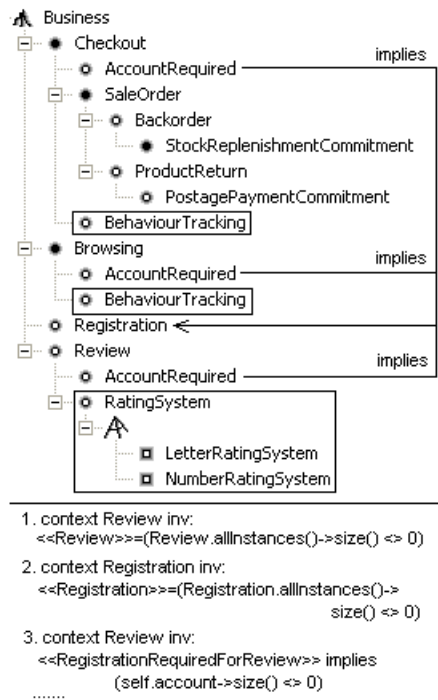 Business
Checkout
implies
AccountRequired
SaleOrder
Backorder
StockReplenishmentCommitment
ProductReturn
PostagePaymentCommitment
BehaviourTracking
Browsing
implies
AccountRequired
BehaviourTracking
Registration
Review
implies
AccountRequired
RatingSystem
LetterRatingSystem
NumberRatingSystem
1. context Review inv:
<<Review>>=(Review.allInstances()->size() <> 0)
2. context Registration inv:
<<Registration>>=(Registration.allInstances()->
size() <> 0)
3. context Review inv:
<<RegistrationRequiredForReview>> implies
(self.account->size() <> 0)
.......